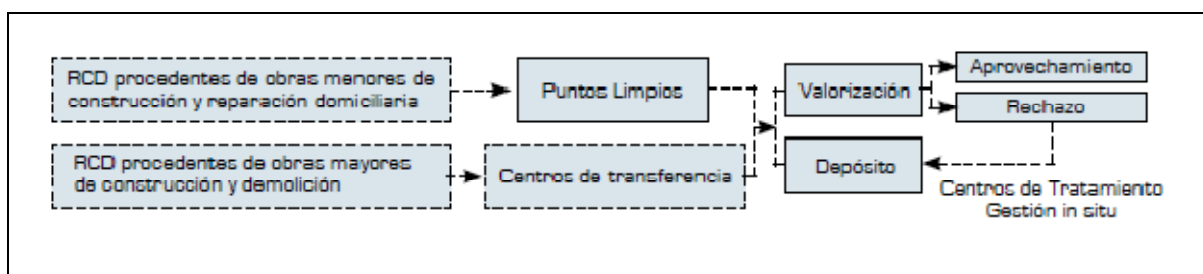 RCD procedentes de obras menores de
construcción y reparación domiciliaria
Puntos Limpios
Valorización
Aprovechamiento
Rechazo
RCD procedentes de obras mayores
de construcción y demolición
Centros de transferencia
Depósito
Centros de Tratamiento
Gestión in situ